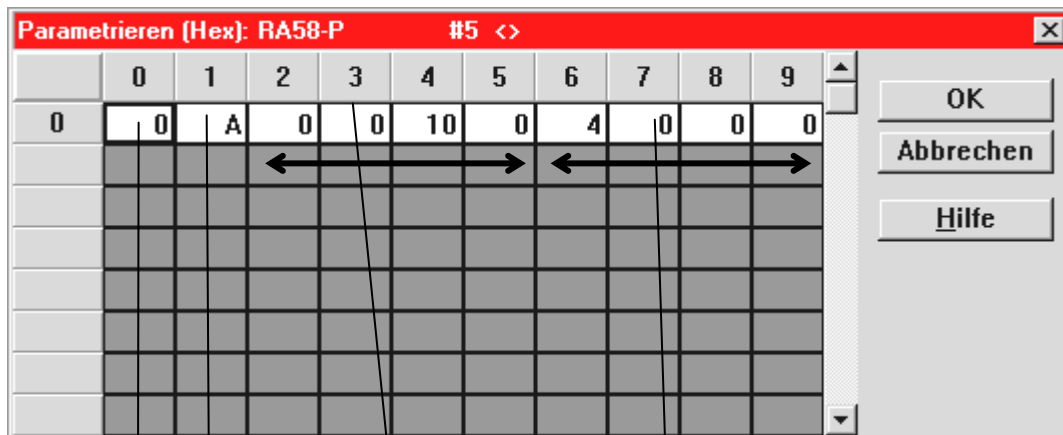 Parametrieren (Hex): RA58-P #5 <>
0 1 2 3 4 5 6 7 8 9
0 0 A 0 0 10 0 4 0 0 0
OK
Abbrechen
Hilfe